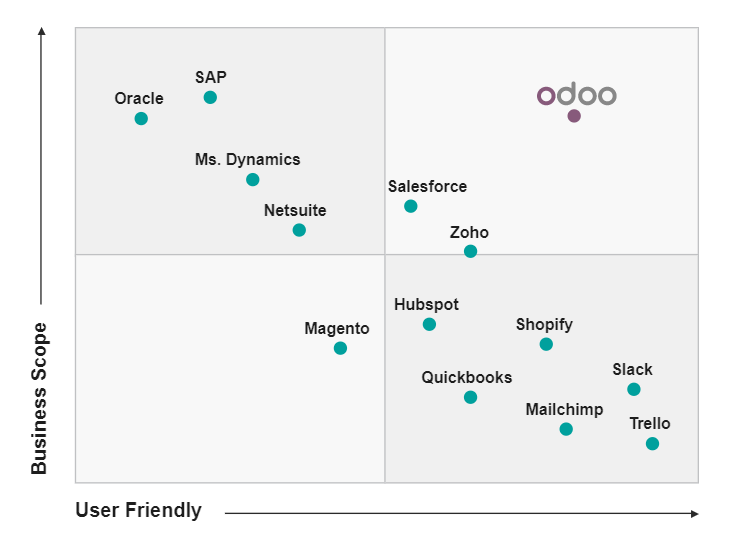 SAP
Oracle
odoo
Ms. Dynamics
Salesforce
Netsuite
Zoho
Hubspot
Shopify
Magento
Slack
Quickbooks
Mailchimp
Trello
Business Scope
User Friendly